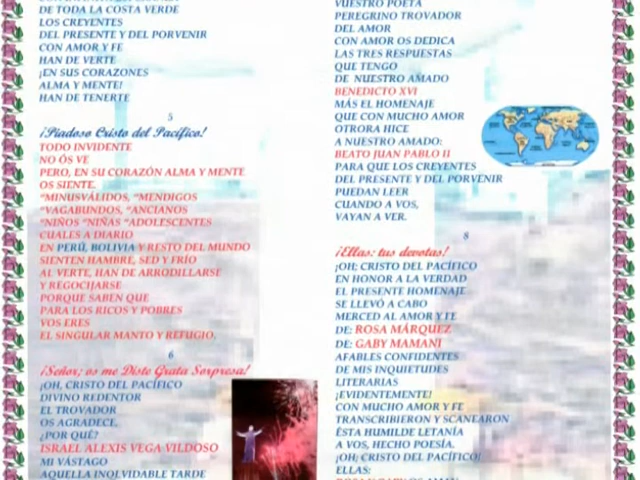 DE TODA LA COSTA VERDE
LOS CREYENTES
DEL PRESENTE Y DEL PORVENIR
CON AMOR Y FE
HAN DE VERTE
¡EN SUS CORAZONES
ALMA Y MENTE!
HAN DE TENERTE
5
¡Piadoso Cristo del Pacífico!
TODO INVIDENTE
NO ÓS VE
PERO, EN SU CORAZÓN ALMA Y MENTE
OS SIENTE.
"MINUSVÁLIDOS, "MENDIGOS
"VAGABUNDOS, "ANCIANOS
"NIÑOS "NIÑAS "ADOLESCENTES
CUALES A DIARIO
EN PERÚ, BOLIVIA Y RESTO DEL MUNDO
SIENTEN HAMBRE, SED Y FRÍO
AL VERTE, HAN DE ARRODILLARSE
Y REGOCIJARSE
PORQUE SABEN QUE
PARA LOS RICOS Y POBRES
VOS ERES
EL SINGULAR MANTO Y REFUGIO.
6
¡Señor; os me Diste Grata Sorpresa!
¡OH, CRISTO DEL PACÍFICO
DIVINO REDENTOR
EL TROVADOR
OS AGRADECE.
¿POR QUÉ?
ISRAEL ALEXIS VEGA VILDOSO
MI VÁSTAGO
AQUELLA INOLVIDABLE TARDE
VUESTRO POETA
PEREGRINO TROVADOR
DEL AMOR
CON AMOR OS DEDICA
LAS TRES RESPUESTAS
QUE TENGO
DE NUESTRO AMADO
BENEDICTO XVI
MÁS EL HOMENAJE
QUE CON MUCHO AMOR
OTRORA HICE
A NUESTRO AMADO:
BEATO JUAN PABLO II
PARA QUE LOS CREYENTES
DEL PRESENTE Y DEL PORVENIR
PUEDAN LEER
CUANDO A VOS,
VAYAN A VER.
8
¡Ellas: tus devotas!
¡OH; CRISTO DEL PACÍFICO
EN HONOR A LA VERDAD
EL PRESENTE HOMENAJE
SE LLEVÓ A CABO
MERCED AL AMOR Y FE
DE: ROSA MÁRQUEZ
DE: GABY MAMANI
AFABLES CONFIDENTES
DE MIS INQUIETUDES
LITERARIAS
¡EVIDENTEMENTE!
CON MUCHO AMOR Y FE
TRANSCRIBIERON Y SCANEARON
ÉSTA HUMILDE LETANÍA
A VOS, HECHO POESÍA.
¡OH; CRISTO DEL PACÍFICO!
ELLAS: